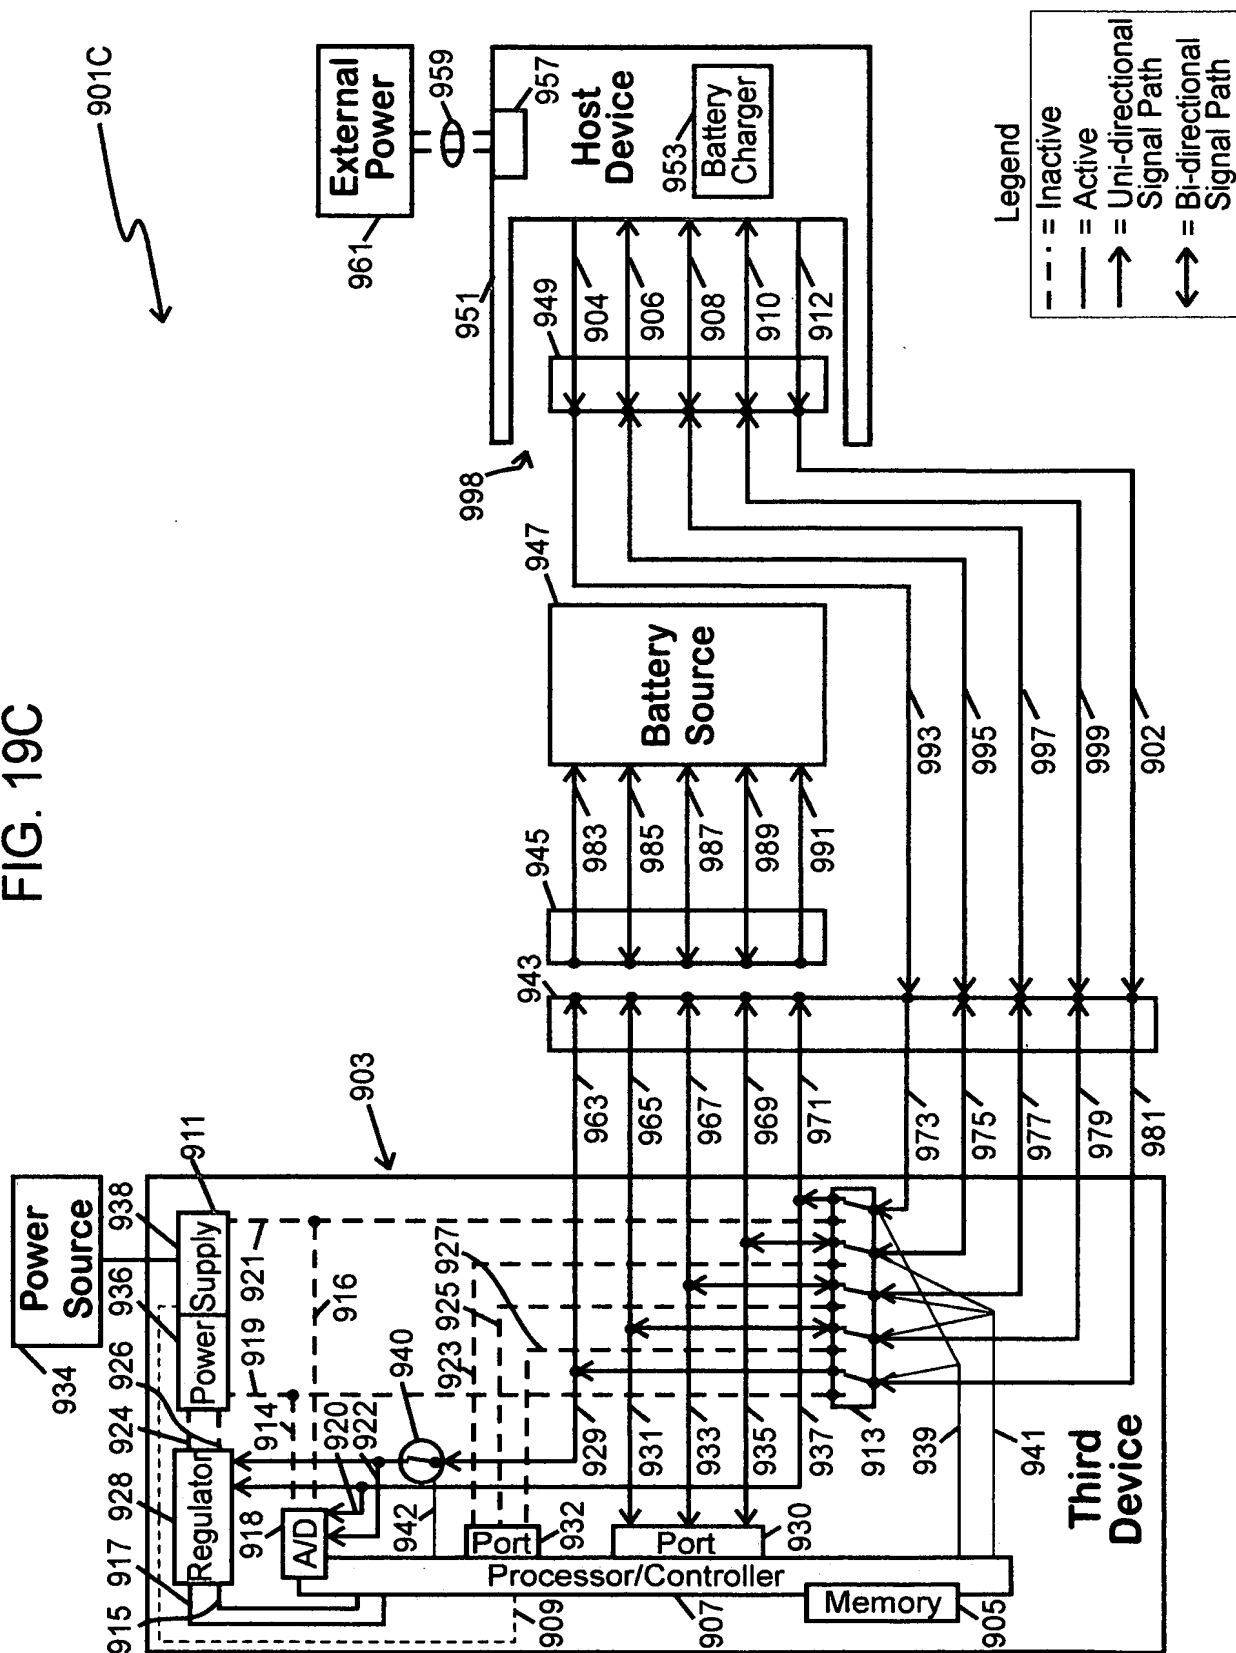 FIG. 19C
901C
External
Power
961
959
957
951
Host
Device
953
Battery
Charger
949
904
906
908
910
912
998
Legend
= Inactive
= Active
= Uni-directional
Signal Path
= Bi-directional
Signal Path
947
Battery
Source
945
983
985
987
989
991
943
993
995
997
999
902
963
965
967
969
971
973
975
977
979
981
903
Power
Source
934
911
938
936
926
924
928
917
915
Regulator
Power
Supply
921
919
916
914
920
922
918
A/D
940
942
923
925
927
932
Port
930
Port
929
931
933
935
937
913
939
941
Processor/Controller
909
907
Memory
905
Third
Device